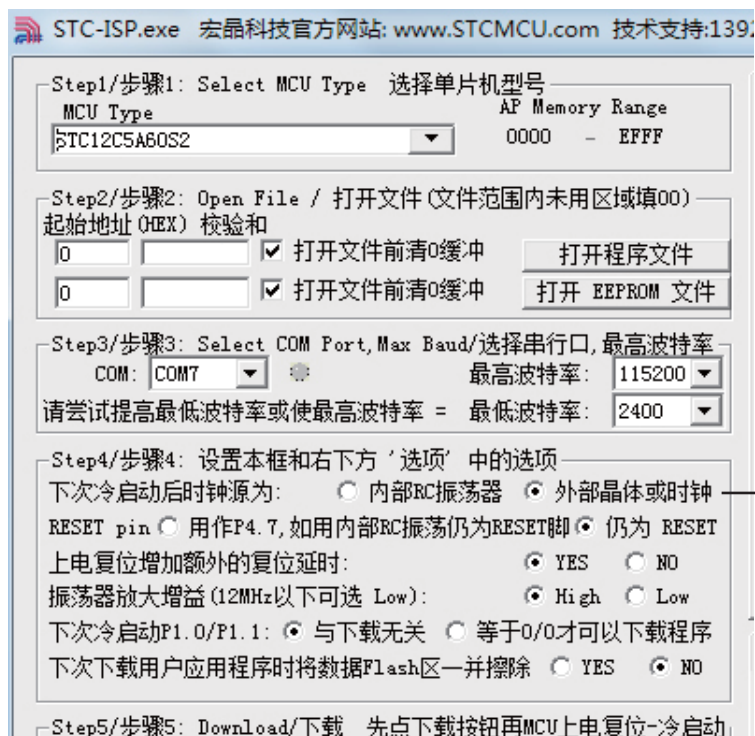 STC-ISP.exe 宏晶科技官方网站: www.STCMCU.com 技术支持:1392
Step1/步骤1: Select MCU Type 选择单片机型号
MCU Type AP Memory Range
STC12C5A60S2 0000 - EFFF
Step2/步骤2: Open File / 打开文件(文件范围内未用区域填00)
起始地址(HEX) 校验和
0 打开文件前清0缓冲 打开程序文件
0 打开文件前清0缓冲 打开 EEPROM 文件
Step3/步骤3: Select COM Port,Max Baud/选择串行口,最高波特率
COM: COM7 最高波特率: 115200
请尝试提高最低波特率或使最高波特率 = 最低波特率: 2400
Step4/步骤4: 设置本框和右下方 '选项' 中的选项
下次冷启动后时钟源为: 内部RC振荡器 外部晶体或时钟
RESET pin 用作P4.7,如用内部RC振荡仍为RESET脚 仍为 RESET
上电复位增加额外的复位延时: YES NO
振荡器放大增益(12MHz以下可选 Low): High Low
下次冷启动P1.0/P1.1: 与下载无关 等于0/0才可以下载程序
下次下载用户应用程序时将数据Flash区一并擦除 YES NO
Step5/步骤5: Download/下载 先点下载按钮再MCU上电复位-冷启动